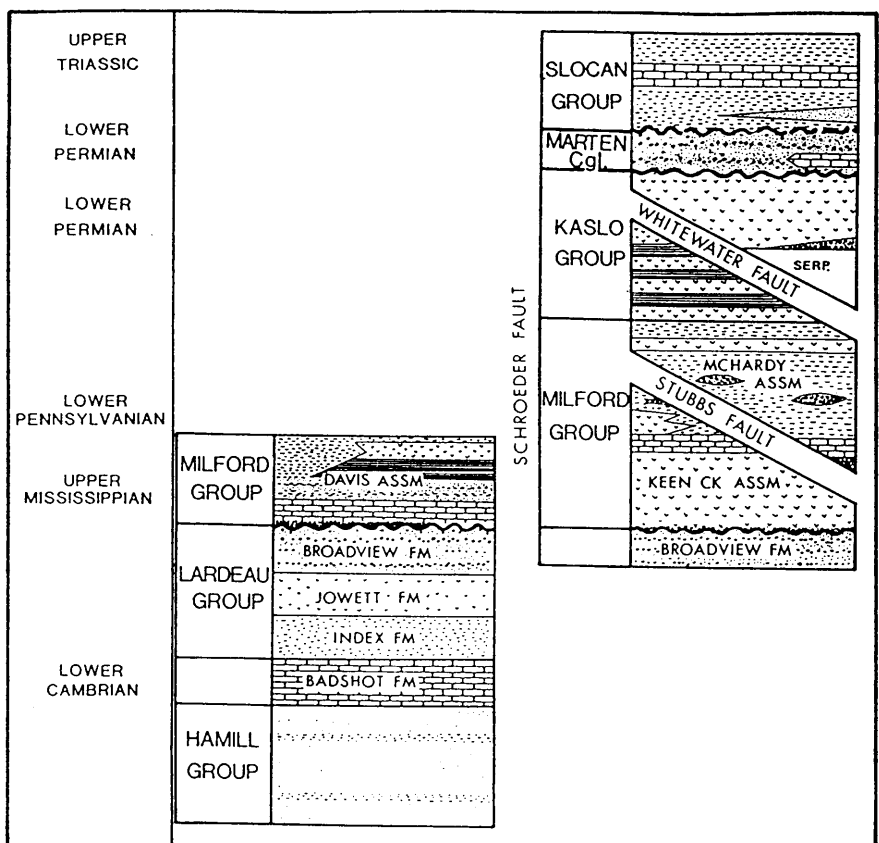 UPPER
TRIASSIC
LOWER
PERMIAN
LOWER
PERMIAN
LOWER
PENNSYLVANIAN
UPPER
MISSISSIPPIAN
LOWER
CAMBRIAN
MILFORD
GROUP
DAVIS ASSM
LARDEAU
GROUP
BROADVIEW FM
JOWETT FM
INDEX FM
BADSHOT FM
HAMILL
GROUP
SCHROEDER FAULT
SLOCAN
GROUP
MARTEN
Cgl.
KASLO
GROUP
WHITEWATER FAULT
SERP.
MILFORD
GROUP
MCHARDY
ASSM
STUBBS FAULT
KEEN CK ASSM
BROADVIEW FM